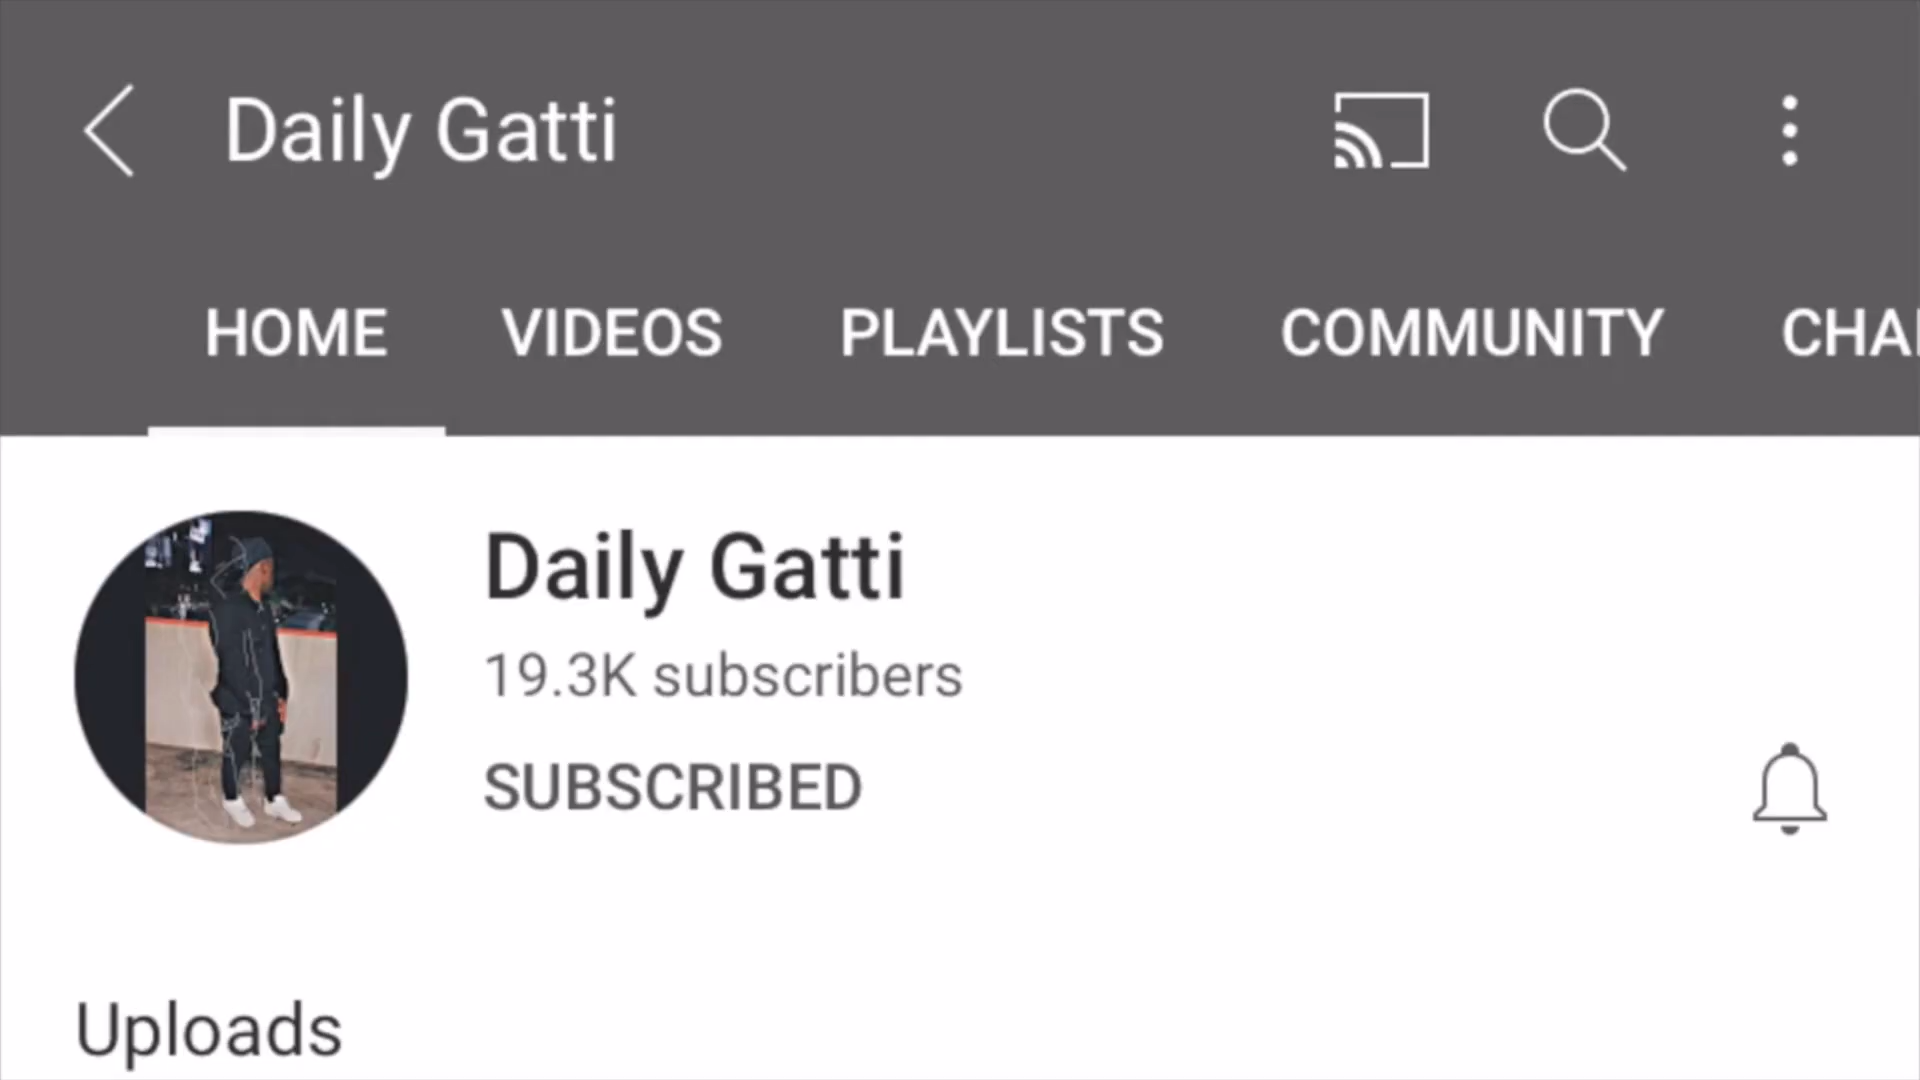 Daily Gatti
HOME VIDEOS PLAYLISTS COMMUNITY
Daily Gatti
19.3K subscribers
SUBSCRIBED
Uploads